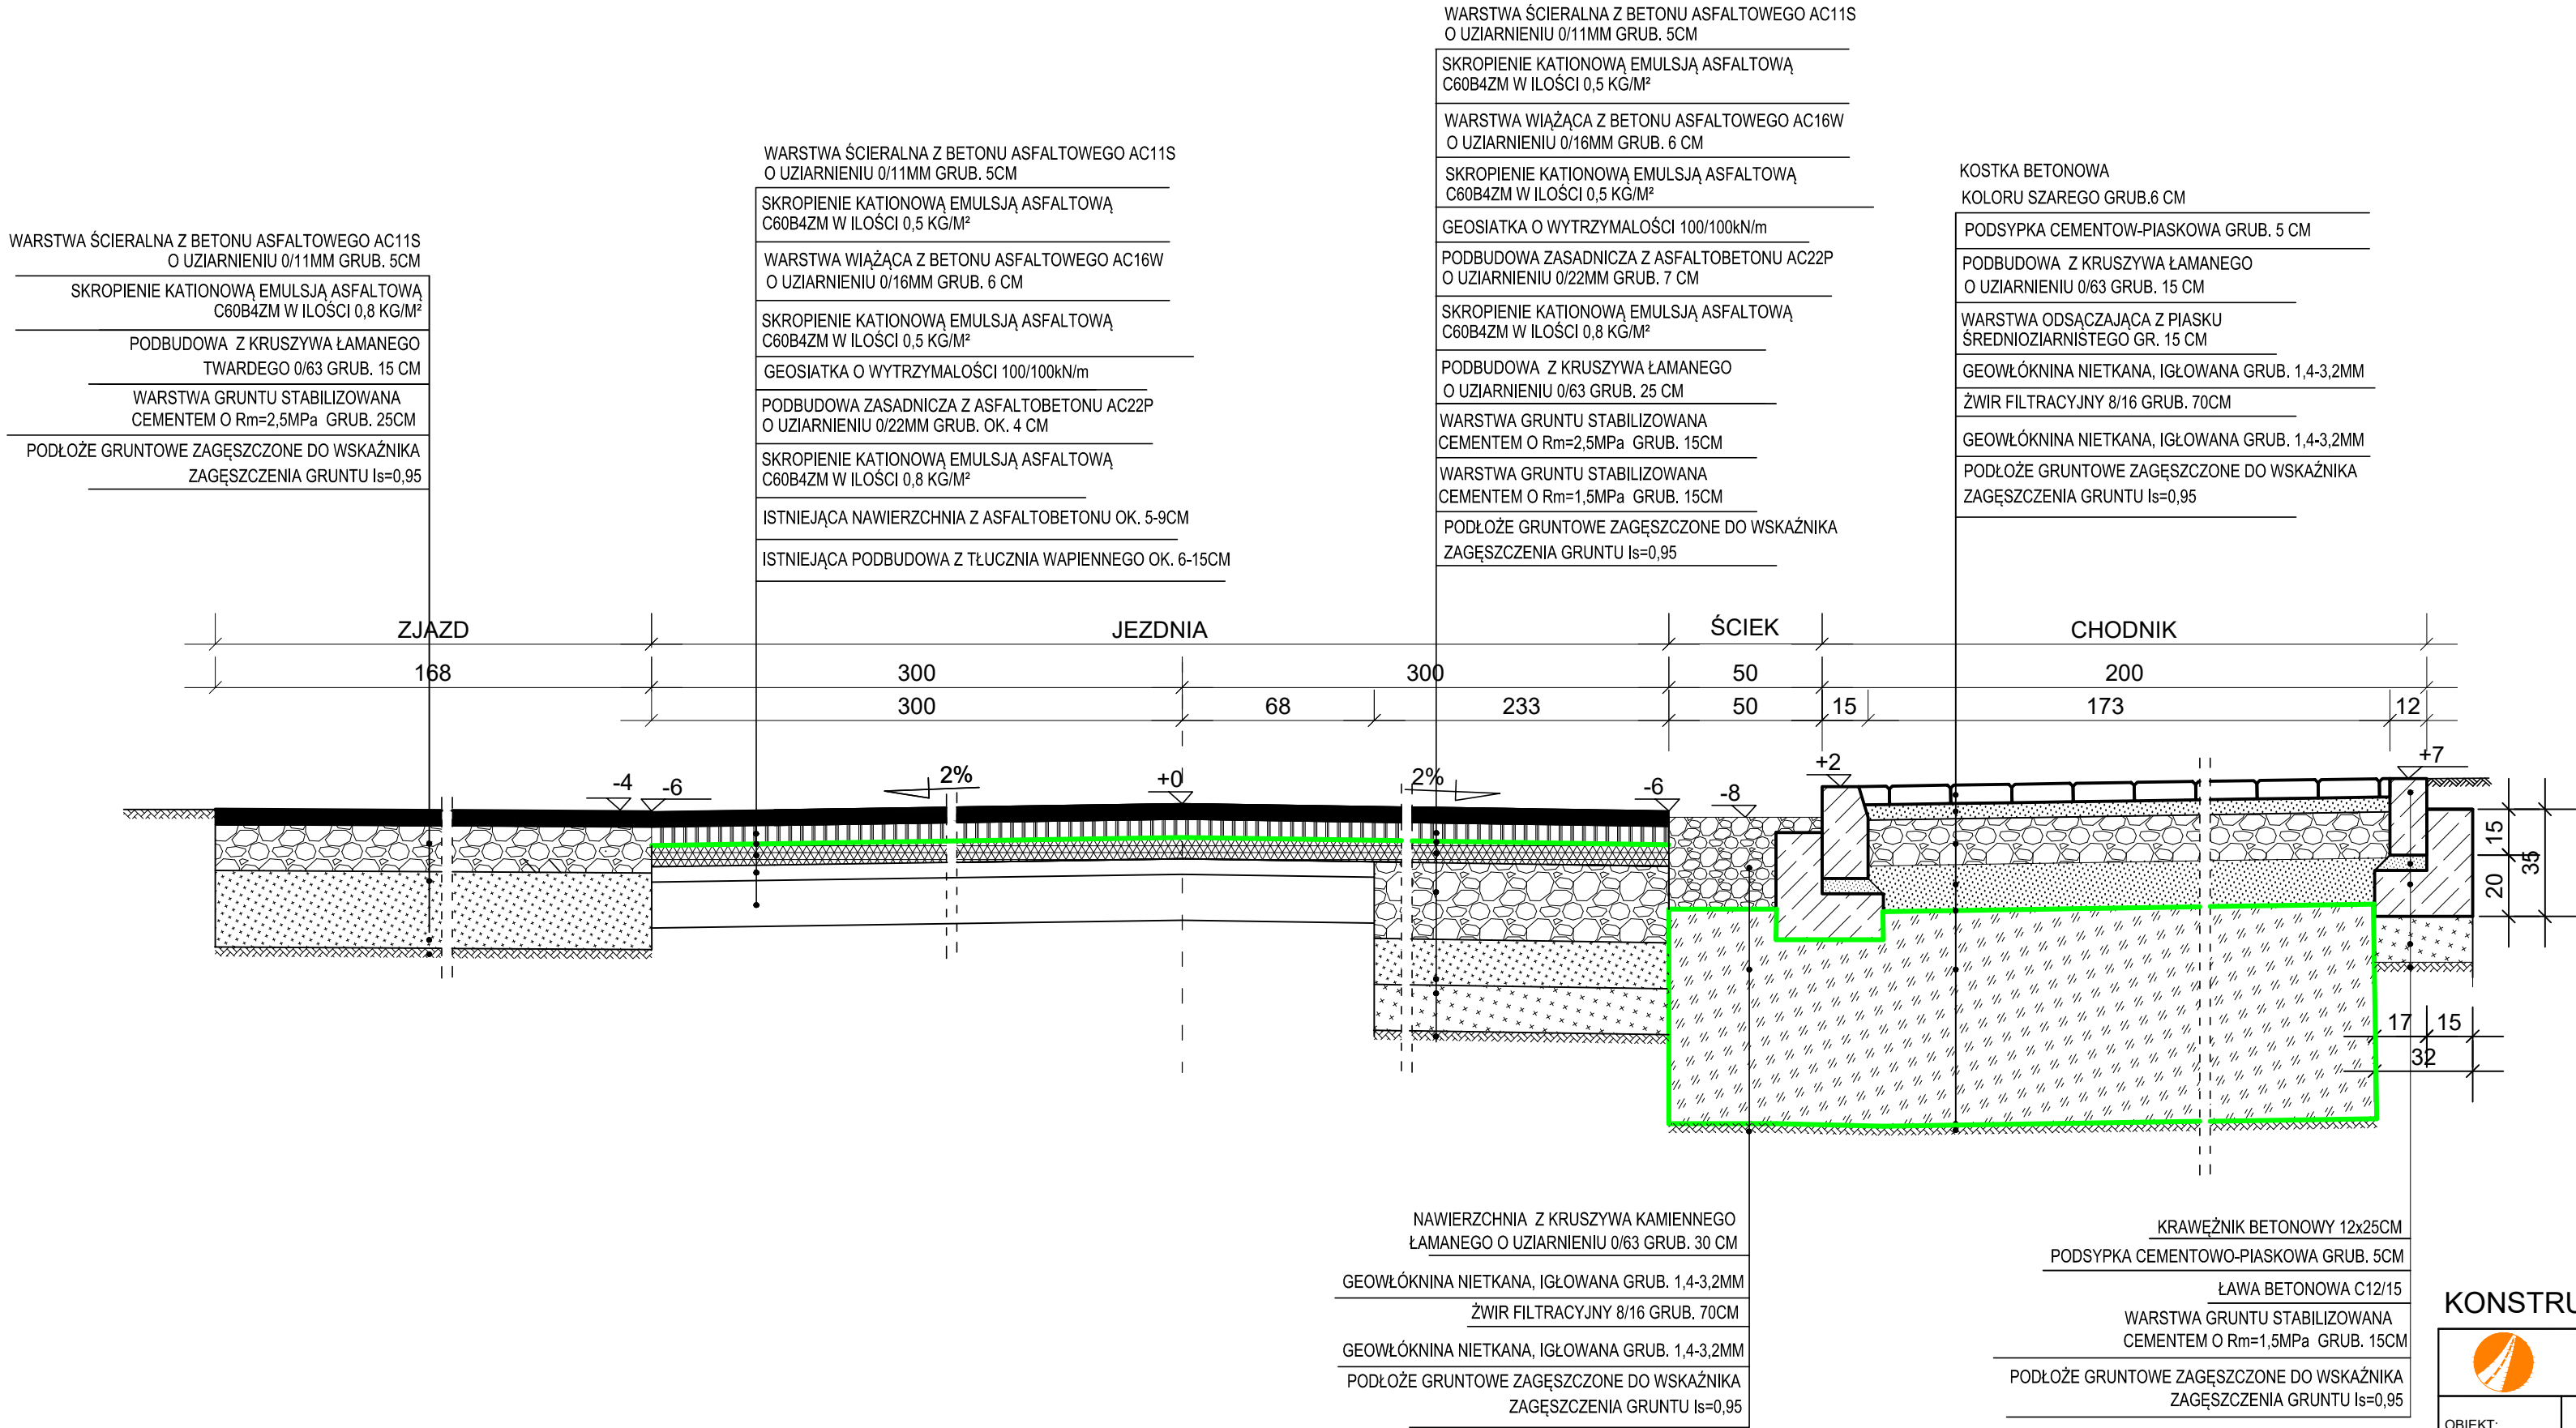 WARSTWA ŚCIERALNA Z BETONU ASFALTOWEGO AC11S
O UZIARNIENIU 0/11MM GRUB. 5CM
SKROPIENIE KATIONOWĄ EMULSJĄ ASFALTOWĄ
C60B4ZM W ILOŚCI 0,8 KG/M²
PODBUDOWA Z KRUSZYWA ŁAMANEGO
TWARDEGO 0/63 GRUB. 15 CM
WARSTWA GRUNTU STABILIZOWANA
CEMENTEM O Rm=2,5MPa GRUB. 25CM
PODŁOŻE GRUNTOWE ZAGĘSZCZONE DO WSKAŹNIKA
ZAGĘSZCZENIA GRUNTU Is=0,95
WARSTWA ŚCIERALNA Z BETONU ASFALTOWEGO AC11S
O UZIARNIENIU 0/11MM GRUB. 5CM
SKROPIENIE KATIONOWĄ EMULSJĄ ASFALTOWĄ
C60B4ZM W ILOŚCI 0,5 KG/M²
WARSTWA WIĄŻĄCA Z BETONU ASFALTOWEGO AC16W
O UZIARNIENIU 0/16MM GRUB. 6 CM
SKROPIENIE KATIONOWĄ EMULSJĄ ASFALTOWĄ
C60B4ZM W ILOŚCI 0,5 KG/M²
GEOSIATKA O WYTRZYMALOŚCI 100/100kN/m
PODBUDOWA ZASADNICZA Z ASFALTOBETONU AC22P
O UZIARNIENIU 0/22MM GRUB. OK. 4 CM
SKROPIENIE KATIONOWĄ EMULSJĄ ASFALTOWĄ
C60B4ZM W ILOŚCI 0,8 KG/M²
ISTNIEJĄCA NAWIERZCHNIA Z ASFALTOBETONU OK. 5-9CM
ISTNIEJĄCA PODBUDOWA Z TŁUCZNIA WAPIENNEGO OK. 6-15CM
WARSTWA ŚCIERALNA Z BETONU ASFALTOWEGO AC11S
O UZIARNIENIU 0/11MM GRUB. 5CM
SKROPIENIE KATIONOWĄ EMULSJĄ ASFALTOWĄ
C60B4ZM W ILOŚCI 0,5 KG/M²
WARSTWA WIĄŻĄCA Z BETONU ASFALTOWEGO AC16W
O UZIARNIENIU 0/16MM GRUB. 6 CM
SKROPIENIE KATIONOWĄ EMULSJĄ ASFALTOWĄ
C60B4ZM W ILOŚCI 0,5 KG/M²
GEOSIATKA O WYTRZYMALOŚCI 100/100kN/m
PODBUDOWA ZASADNICZA Z ASFALTOBETONU AC22P
O UZIARNIENIU 0/22MM GRUB. 7 CM
SKROPIENIE KATIONOWĄ EMULSJĄ ASFALTOWĄ
C60B4ZM W ILOŚCI 0,8 KG/M²
PODBUDOWA Z KRUSZYWA ŁAMANEGO
O UZIARNIENIU 0/63 GRUB. 25 CM
WARSTWA GRUNTU STABILIZOWANA
CEMENTEM O Rm=2,5MPa GRUB. 15CM
WARSTWA GRUNTU STABILIZOWANA
CEMENTEM O Rm=1,5MPa GRUB. 15CM
PODŁOŻE GRUNTOWE ZAGĘSZCZONE DO WSKAŹNIKA
ZAGĘSZCZENIA GRUNTU Is=0,95
KOSTKA BETONOWA
KOLORU SZAREGO GRUB.6 CM
PODSYPKA CEMENTOW-PIASKOWA GRUB. 5 CM
PODBUDOWA Z KRUSZYWA ŁAMANEGO
O UZIARNIENIU 0/63 GRUB. 15 CM
WARSTWA ODSĄCZAJĄCA Z PIASKU
ŚREDNIOZIARNISTEGO GR. 15 CM
GEOWŁÓKNINA NIETKANA, IGŁOWANA GRUB. 1,4-3,2MM
ŻWIR FILTRACYJNY 8/16 GRUB. 70CM
GEOWŁÓKNINA NIETKANA, IGŁOWANA GRUB. 1,4-3,2MM
PODŁOŻE GRUNTOWE ZAGĘSZCZONE DO WSKAŹNIKA
ZAGĘSZCZENIA GRUNTU Is=0,95
ZJAZD JEZDNIA ŚCIEK CHODNIK
168 300 300 50 200
300 68 233 50 15 173 12
-4 -6 2% +0 2% -6 -8 +2 +7
15
20
35
17 15
32
NAWIERZCHNIA Z KRUSZYWA KAMIENNEGO
ŁAMANEGO O UZIARNIENIU 0/63 GRUB. 30 CM
GEOWŁÓKNINA NIETKANA, IGŁOWANA GRUB. 1,4-3,2MM
ŻWIR FILTRACYJNY 8/16 GRUB. 70CM
GEOWŁÓKNINA NIETKANA, IGŁOWANA GRUB. 1,4-3,2MM
PODŁOŻE GRUNTOWE ZAGĘSZCZONE DO WSKAŹNIKA
ZAGĘSZCZENIA GRUNTU Is=0,95
KRAWĘŻNIK BETONOWY 12x25CM
PODSYPKA CEMENTOWO-PIASKOWA GRUB. 5CM
ŁAWA BETONOWA C12/15
WARSTWA GRUNTU STABILIZOWANA
CEMENTEM O Rm=1,5MPa GRUB. 15CM
PODŁOŻE GRUNTOWE ZAGĘSZCZONE DO WSKAŹNIKA
ZAGĘSZCZENIA GRUNTU Is=0,95
KONSTRU
OBIEKT: